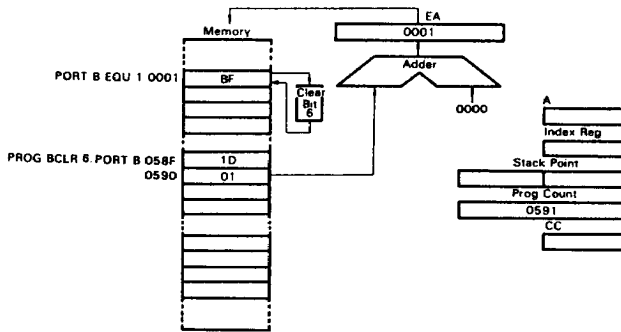 EA
Memory
0001
Adder
PORT B EQU 1 0001
BF
Clear
Bit
6
0000
A
Index Reg
PROG BCLR 6. PORT B 058F
1D
Stack Point
0590
01
Prog Count
0591
CC